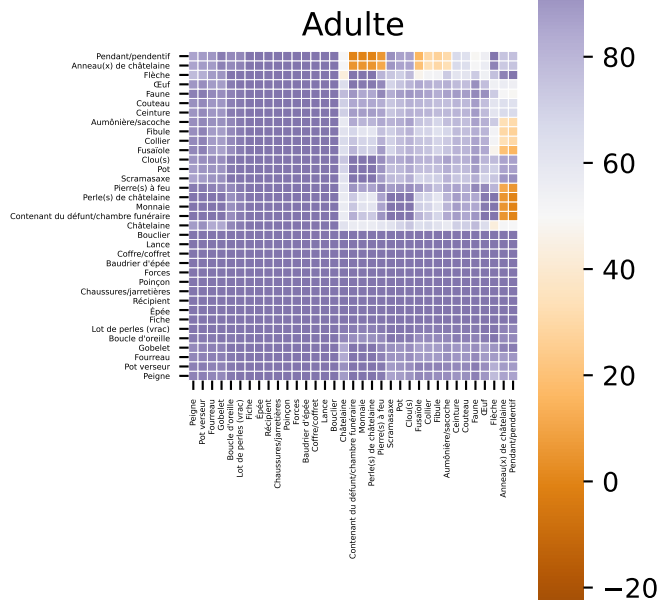 Adulte
Pendant/pendentif
Anneau(x) de châtelaine
Flèche
Œuf
Faune
Couteau
Ceinture
Aumônière/sacoche
Fibule
Collier
Fusaïole
Clou(s)
Pot
Scramasaxe
Pierre(s) à feu
Perle(s) de châtelaine
Monnaie
Contenant du défunt/chambre funéraire
Châtelaine
Bouclier
Lance
Coffre/coffret
Baudrier d'épée
Forces
Poinçon
Chaussures/jarretières
Récipient
Épée
Fiche
Lot de perles (vrac)
Boucle d'oreille
Gobelet
Fourreau
Pot verseur
Peigne
Peigne
Pot verseur
Fourreau
Gobelet
Boucle d'oreille
Lot de perles (vrac)
Fiche
Épée
Récipient
Chaussures/jarretières
Poinçon
Forces
Baudrier d'épée
Coffre/coffret
Lance
Bouclier
Châtelaine
Contenant du défunt/chambre funéraire
Monnaie
Perle(s) de châtelaine
Pierre(s) à feu
Scramasaxe
Pot
Clou(s)
Fusaïole
Collier
Fibule
Aumônière/sacoche
Ceinture
Couteau
Faune
Œuf
Flèche
Anneau(x) de châtelaine
Pendant/pendentif
80
60
40
20
0
−20